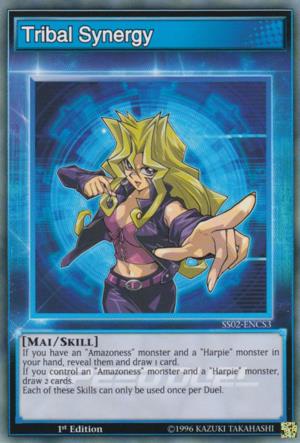 Tribal Synergy
SS02-ENCS3
[MAI/SKILL]
If you have an "Amazoness" monster and a "Harpie" monster in
your hand, reveal them and draw 1 card.
If you control an "Amazoness" monster and a "Harpie" monster,
draw 2 cards.
Each of these Skills can only be used once per Duel.
SPEED DUEL
1st Edition
©1996 KAZUKI TAKAHASHI